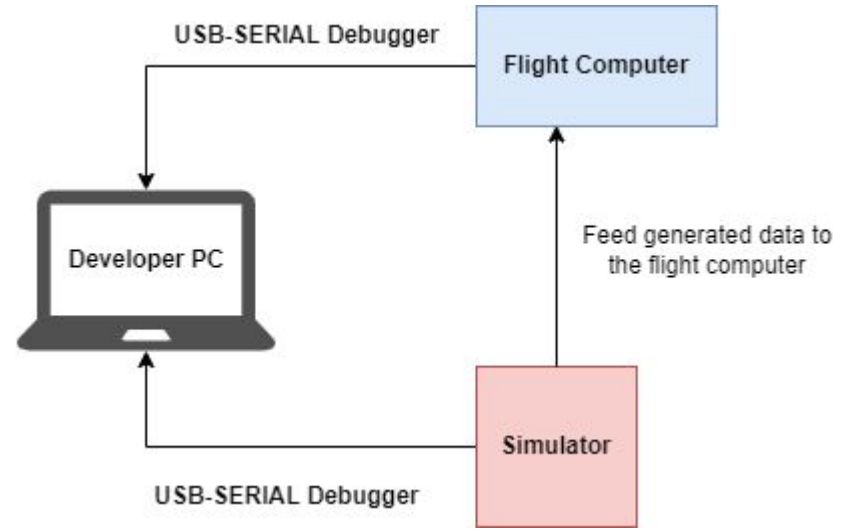 USB-SERIAL Debugger
Flight Computer
Developer PC
Feed generated data to
the flight computer
Simulator
USB-SERIAL Debugger